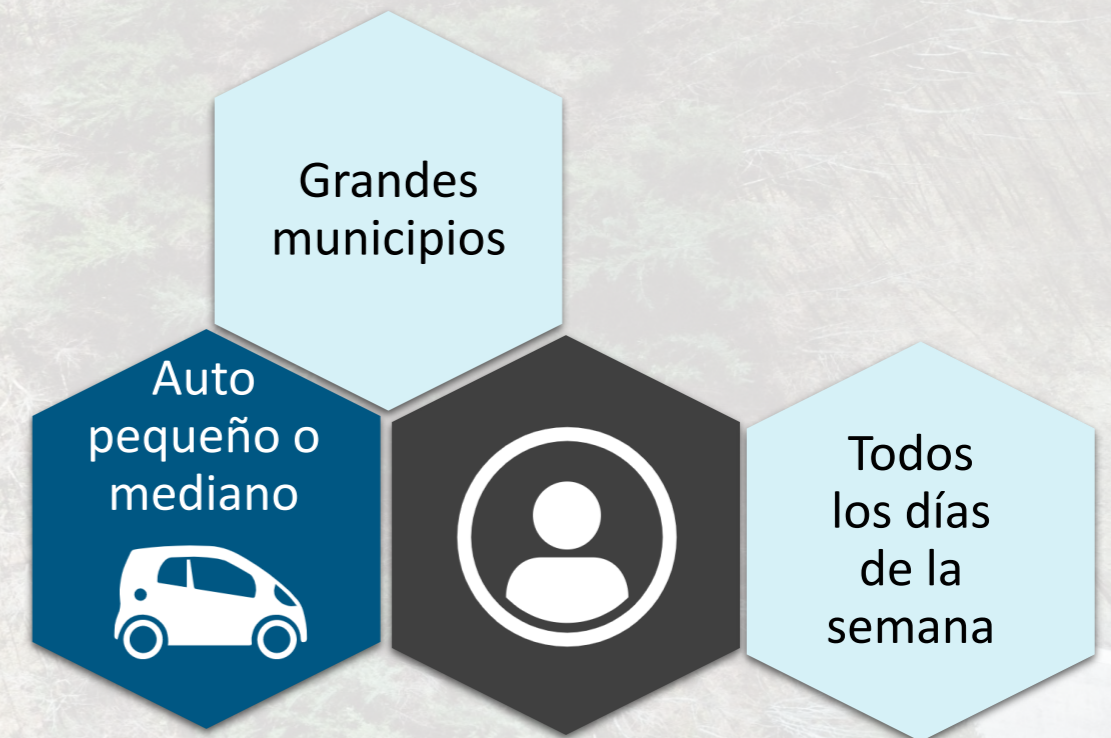 Grandes
municipios
Auto
pequeño o
mediano
Todos
los días
de la
semana